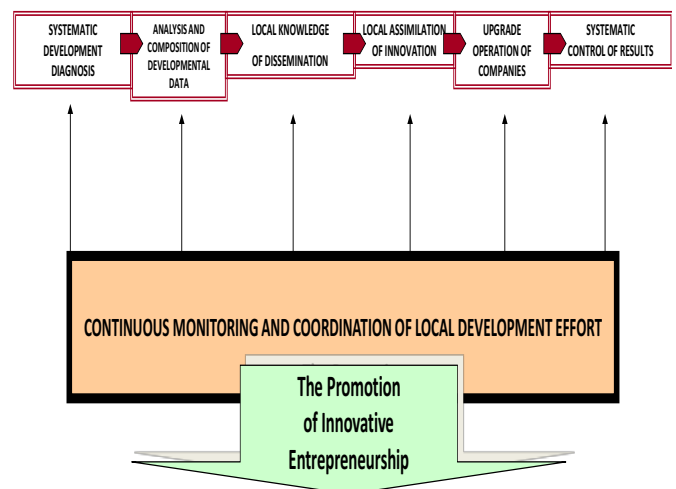 SYSTEMATIC
DEVELOPMENT
DIAGNOSIS
ANALYSIS AND
COMPOSITION OF
DEVELOPMENTAL
DATA
LOCAL KNOWLEDGE
OF DISSEMINATION
LOCAL ASSIMILATION
OF INNOVATION
UPGRADE
OPERATION OF
COMPANIES
SYSTEMATIC
CONTROL OF RESULTS
CONTINUOUS MONITORING AND COORDINATION OF LOCAL DEVELOPMENT EFFORT
The Promotion
of Innovative
Entrepreneurship